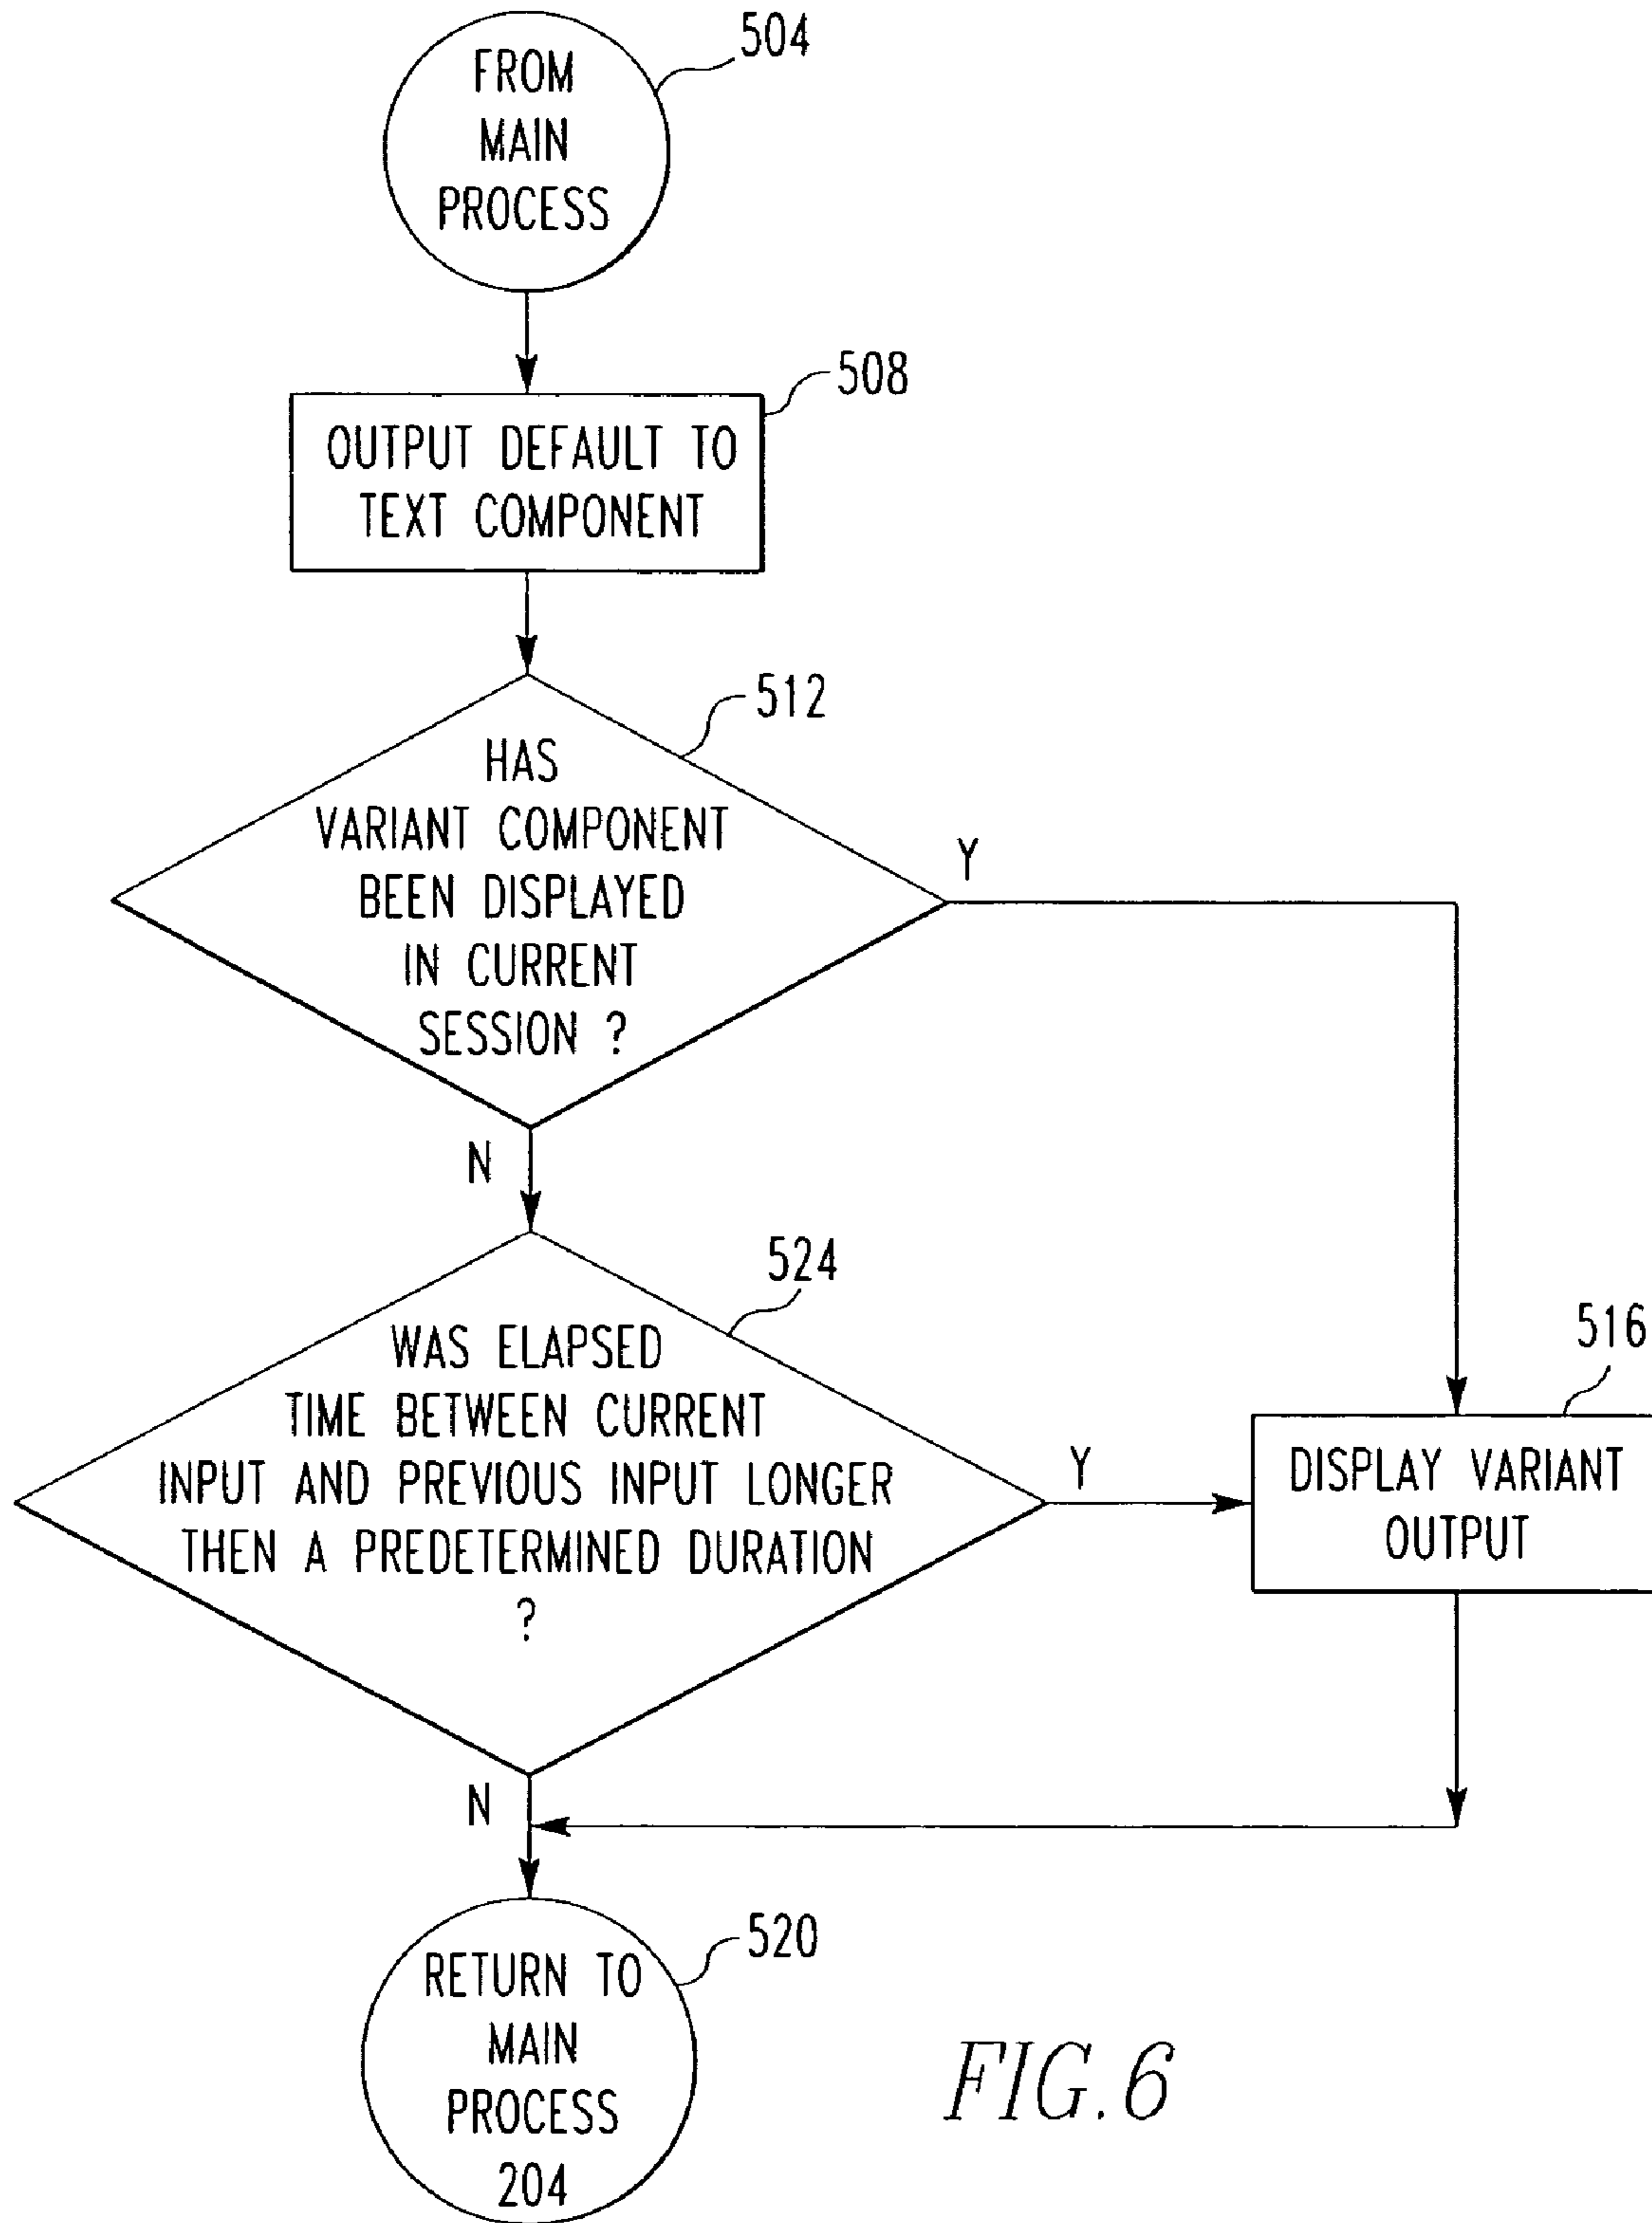 504
FROM
MAIN
PROCESS
508
OUTPUT DEFAULT TO
TEXT COMPONENT
512
HAS
VARIANT COMPONENT
BEEN DISPLAYED
IN CURRENT
SESSION ?
Y
N
524
WAS ELAPSED
TIME BETWEEN CURRENT
INPUT AND PREVIOUS INPUT LONGER
THEN A PREDETERMINED DURATION
?
Y
516
DISPLAY VARIANT
OUTPUT
N
520
RETURN TO
MAIN
PROCESS
204
FIG.6